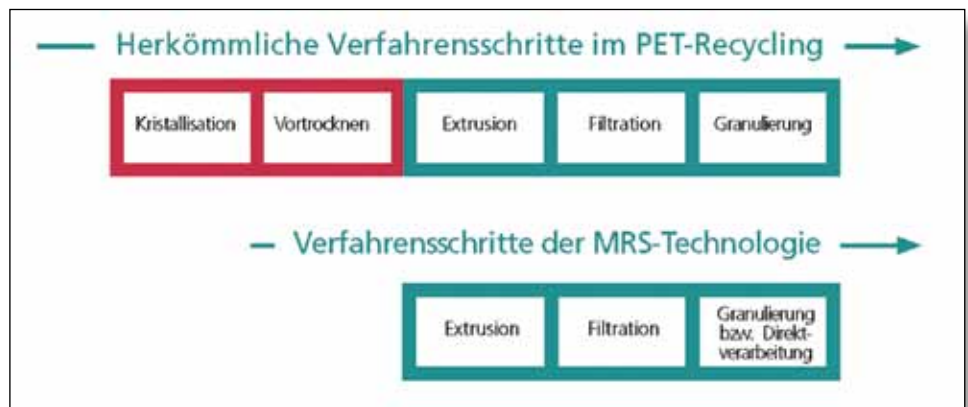 Herkömmliche Verfahrensschritte im PET-Recycling
Kristallisation Vortrocknen Extrusion Filtration Granulierung
Verfahrensschritte der MRS-Technologie
Extrusion Filtration Granulierung
bzw. Direkt-
verarbeitung